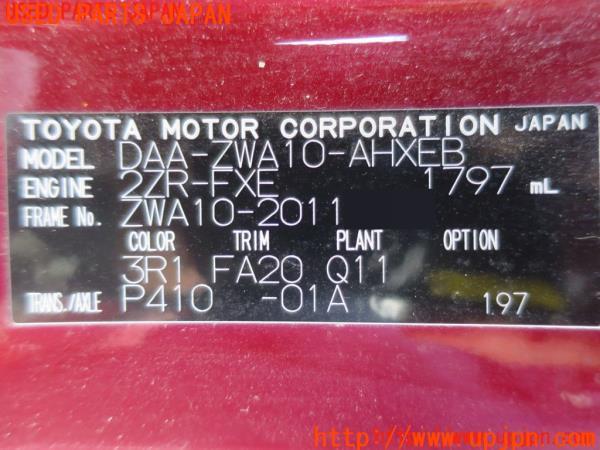 USED PARTS JAPAN
TOYOTA MOTOR CORPORATION JAPAN
MODEL DAA-ZWA10-AHXEB
ENGINE 2ZR-FXE 1797 mL
FRAME No. ZWA10-2011
COLOR TRIM PLANT OPTION
3R1 FA20 Q11
TRANS./AXLE P410 -01A 197
http://www.upjpn.com